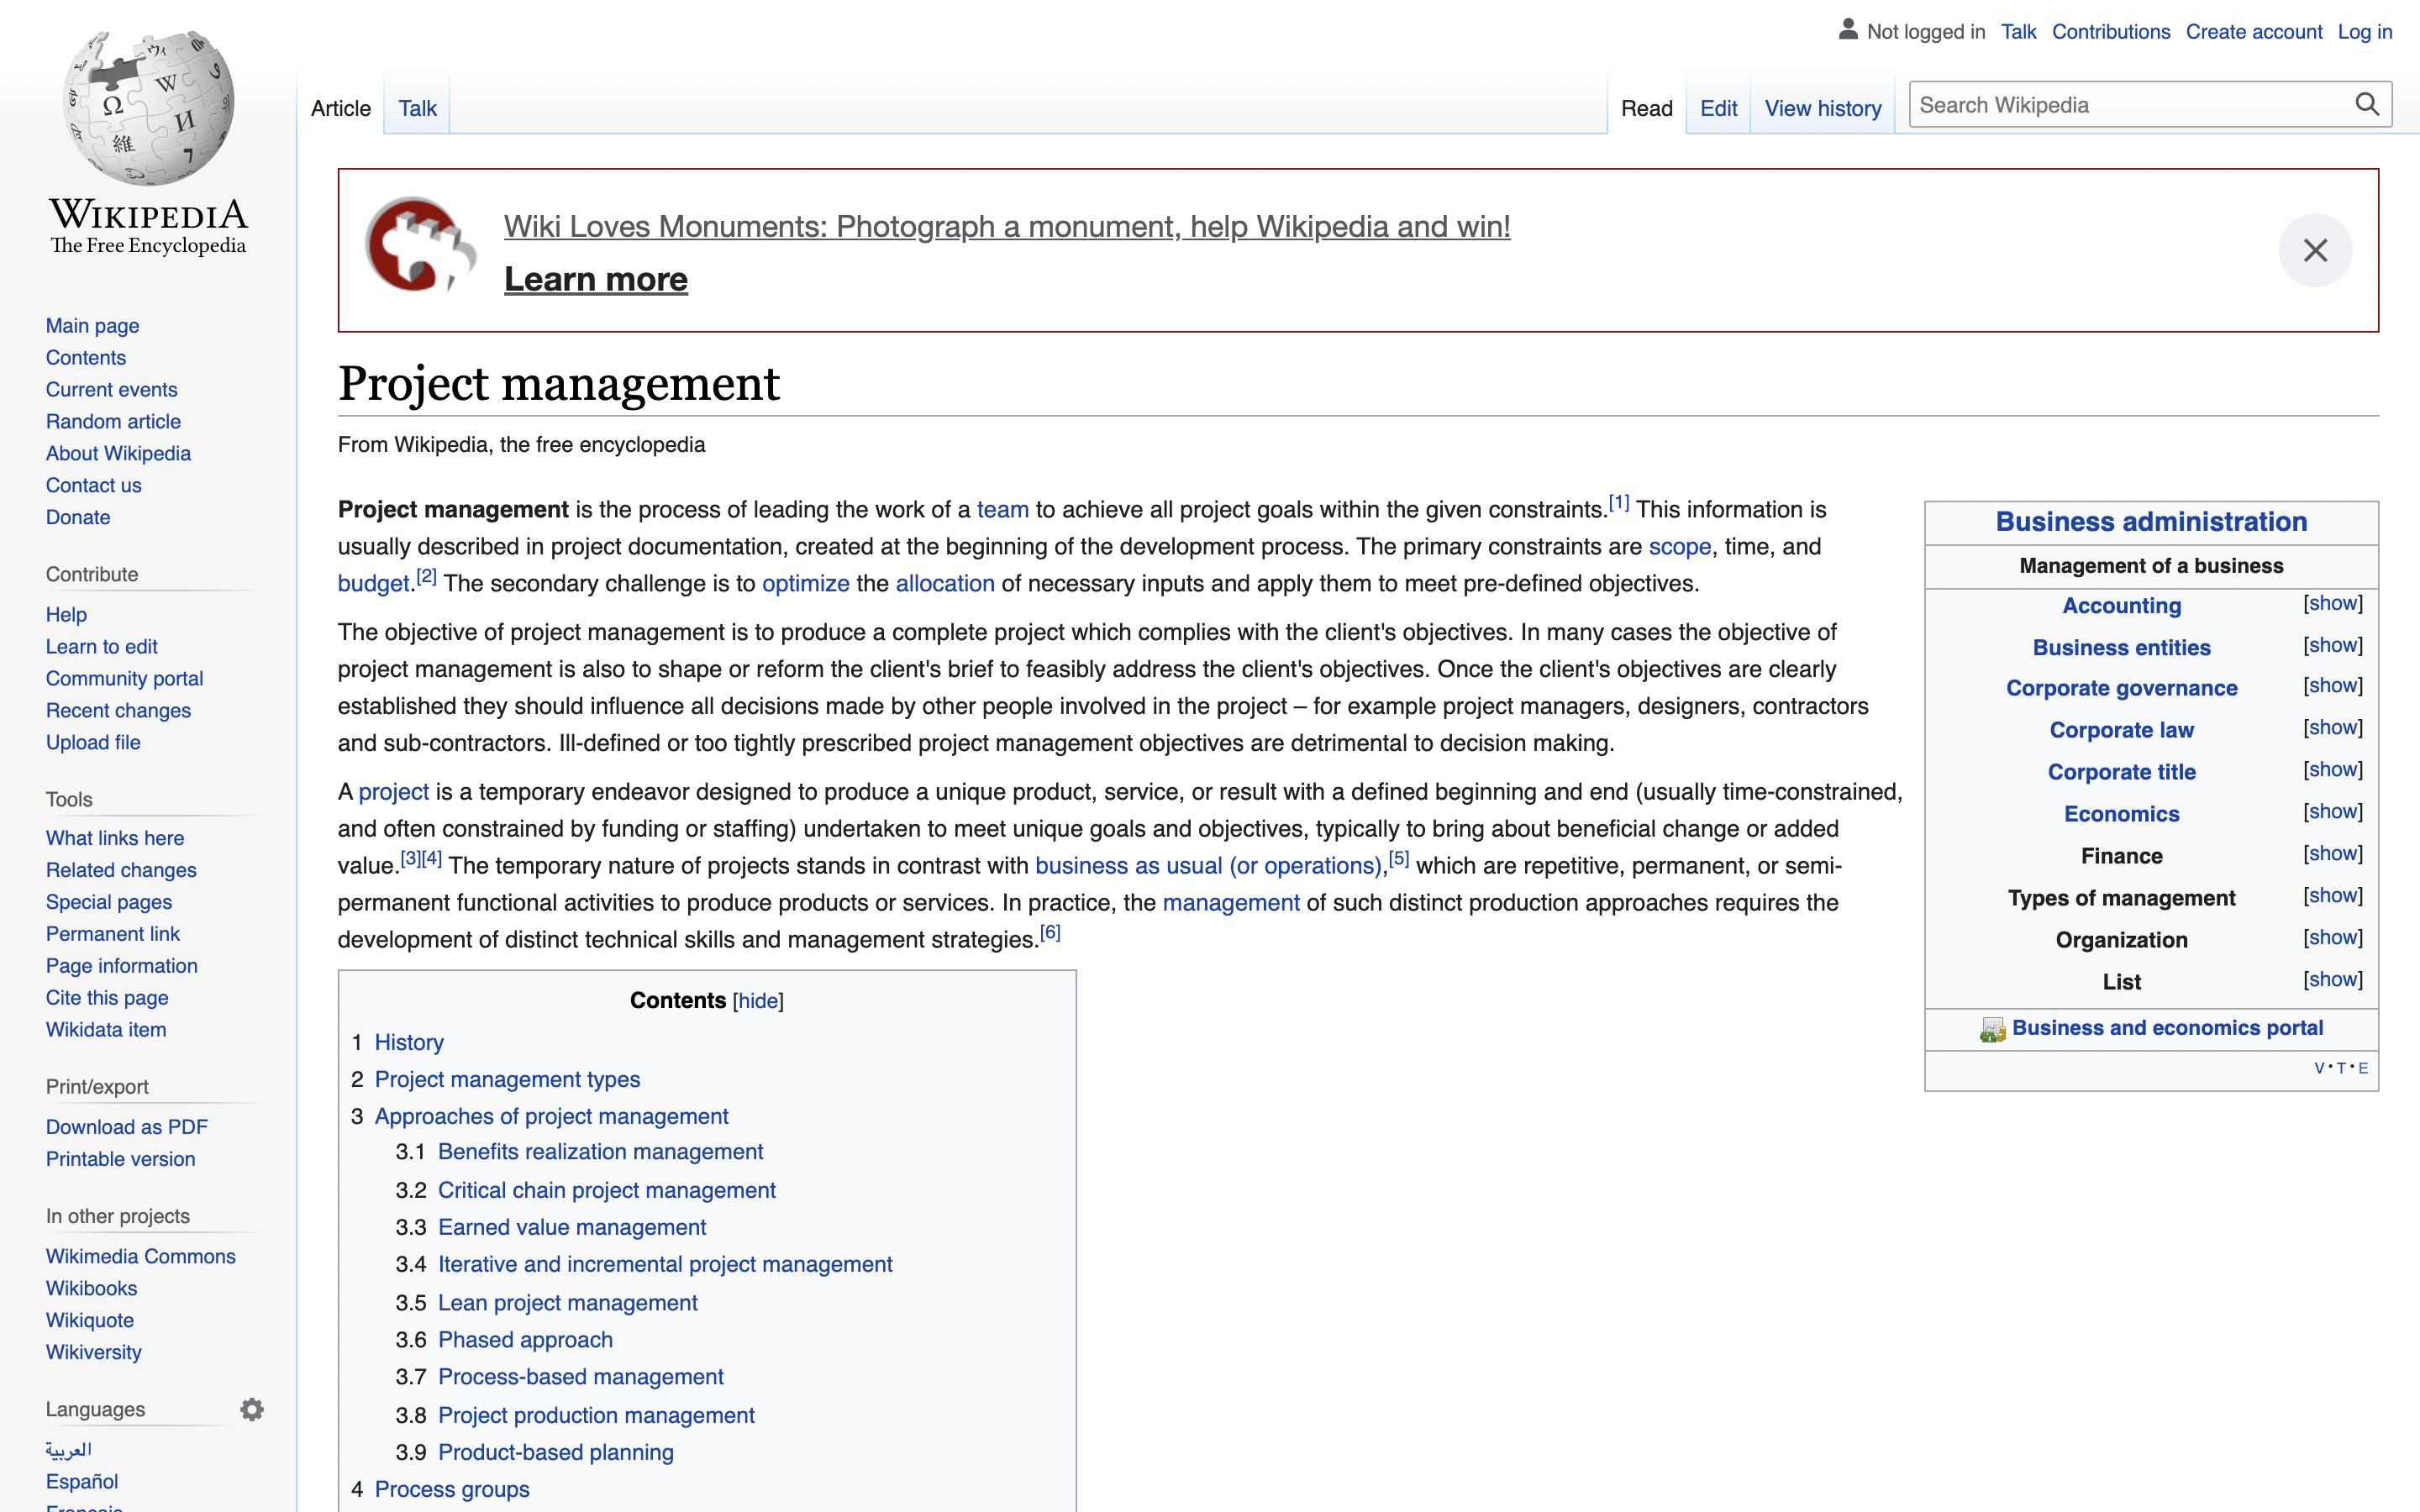 Not logged in Talk Contributions Create account Log in
Article Talk Read Edit View history Search Wikipedia
WIKIPEDIA
The Free Encyclopedia
Main page
Contents
Current events
Random article
About Wikipedia
Contact us
Donate
Contribute
Help
Learn to edit
Community portal
Recent changes
Upload file
Tools
What links here
Related changes
Special pages
Permanent link
Page information
Cite this page
Wikidata item
Print/export
Download as PDF
Printable version
In other projects
Wikimedia Commons
Wikibooks
Wikiquote
Wikiversity
Languages
العربية
Español
Wiki Loves Monuments: Photograph a monument, help Wikipedia and win!
Learn more
Project management
From Wikipedia, the free encyclopedia
Project management is the process of leading the work of a team to achieve all project goals within the given constraints.[1] This information is
usually described in project documentation, created at the beginning of the development process. The primary constraints are scope, time, and
budget.[2] The secondary challenge is to optimize the allocation of necessary inputs and apply them to meet pre-defined objectives.
The objective of project management is to produce a complete project which complies with the client's objectives. In many cases the objective of
project management is also to shape or reform the client's brief to feasibly address the client's objectives. Once the client's objectives are clearly
established they should influence all decisions made by other people involved in the project – for example project managers, designers, contractors
and sub-contractors. Ill-defined or too tightly prescribed project management objectives are detrimental to decision making.
A project is a temporary endeavor designed to produce a unique product, service, or result with a defined beginning and end (usually time-constrained,
and often constrained by funding or staffing) undertaken to meet unique goals and objectives, typically to bring about beneficial change or added
value.[3][4] The temporary nature of projects stands in contrast with business as usual (or operations),[5] which are repetitive, permanent, or semi-
permanent functional activities to produce products or services. In practice, the management of such distinct production approaches requires the
development of distinct technical skills and management strategies.[6]
Contents [hide]
1 History
2 Project management types
3 Approaches of project management
3.1 Benefits realization management
3.2 Critical chain project management
3.3 Earned value management
3.4 Iterative and incremental project management
3.5 Lean project management
3.6 Phased approach
3.7 Process-based management
3.8 Project production management
3.9 Product-based planning
4 Process groups
Business administration
Management of a business
Accounting [show]
Business entities [show]
Corporate governance [show]
Corporate law [show]
Corporate title [show]
Economics [show]
Finance [show]
Types of management [show]
Organization [show]
List [show]
Business and economics portal
V • T • E